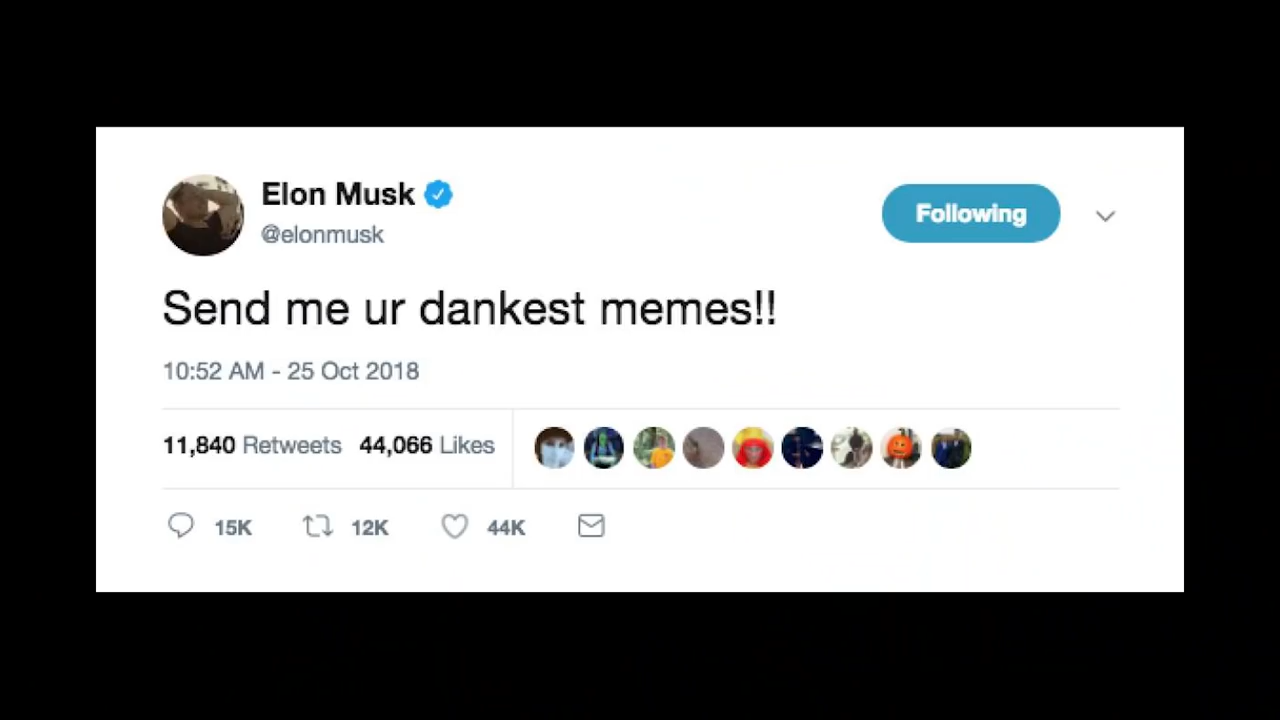 Elon Musk
@elonmusk
Following
Send me ur dankest memes!!
10:52 AM - 25 Oct 2018
11,840 Retweets 44,066 Likes
15K 12K 44K